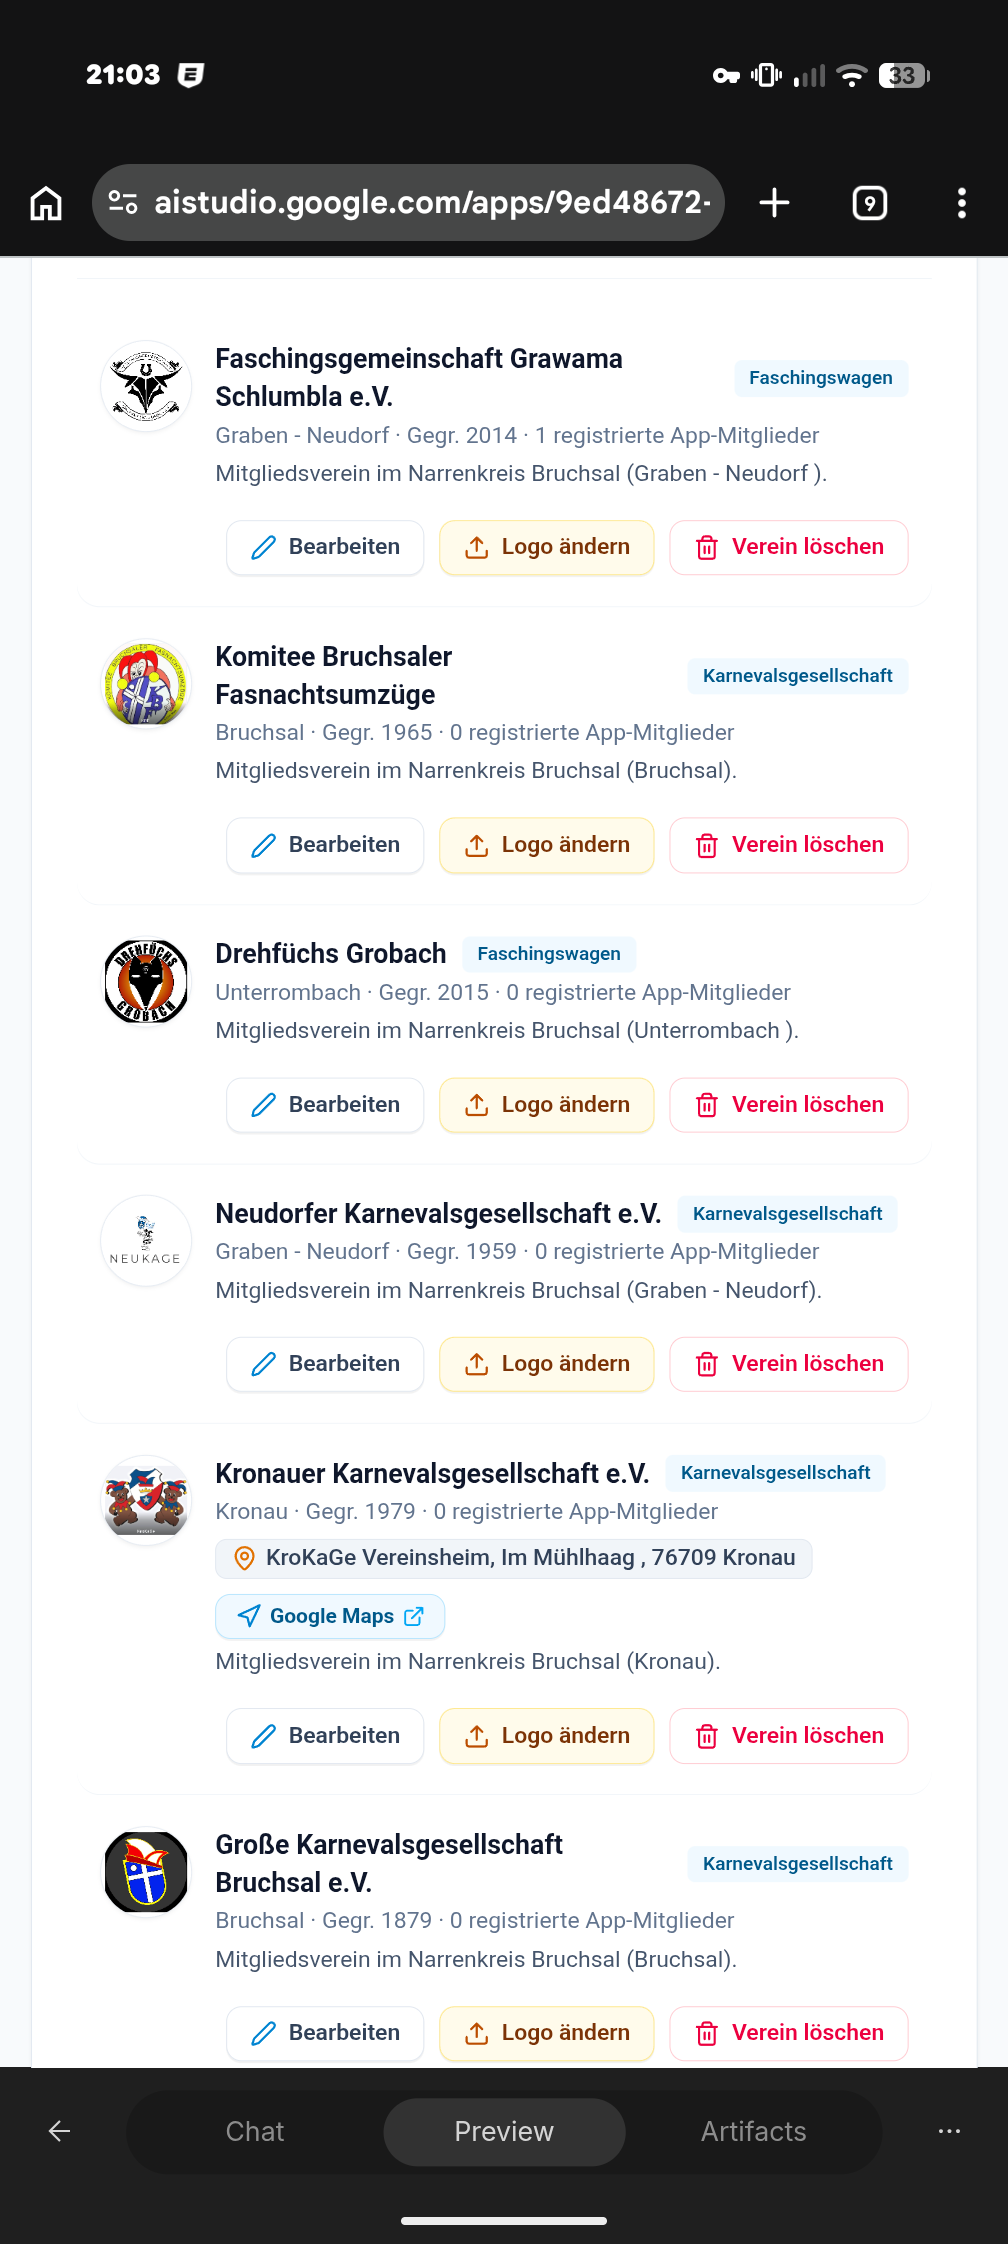 21:03
33
aistudio.google.com/apps/9ed48672-
9
Faschingsgemeinschaft Grawama
Schlumbla e.V.
Faschingswagen
Graben - Neudorf · Gegr. 2014 · 1 registrierte App-Mitglieder
Mitgliedsverein im Narrenkreis Bruchsal (Graben - Neudorf ).
Bearbeiten
Logo ändern
Verein löschen
Komitee Bruchsaler
Fasnachtsumzüge
Karnevalsgesellschaft
Bruchsal · Gegr. 1965 · 0 registrierte App-Mitglieder
Mitgliedsverein im Narrenkreis Bruchsal (Bruchsal).
Bearbeiten
Logo ändern
Verein löschen
DREHFÜCHS
GROBACH
Drehfüchs Grobach
Faschingswagen
Unterrombach · Gegr. 2015 · 0 registrierte App-Mitglieder
Mitgliedsverein im Narrenkreis Bruchsal (Unterrombach ).
Bearbeiten
Logo ändern
Verein löschen
NEUKAGE
Neudorfer Karnevalsgesellschaft e.V.
Karnevalsgesellschaft
Graben - Neudorf · Gegr. 1959 · 0 registrierte App-Mitglieder
Mitgliedsverein im Narrenkreis Bruchsal (Graben - Neudorf).
Bearbeiten
Logo ändern
Verein löschen
Kronauer Karnevalsgesellschaft e.V.
Karnevalsgesellschaft
Kronau · Gegr. 1979 · 0 registrierte App-Mitglieder
KroKaGe Vereinsheim, Im Mühlhaag , 76709 Kronau
Google Maps
Mitgliedsverein im Narrenkreis Bruchsal (Kronau).
Bearbeiten
Logo ändern
Verein löschen
Große Karnevalsgesellschaft
Bruchsal e.V.
Karnevalsgesellschaft
Bruchsal · Gegr. 1879 · 0 registrierte App-Mitglieder
Mitgliedsverein im Narrenkreis Bruchsal (Bruchsal).
Bearbeiten
Logo ändern
Verein löschen
Chat
Preview
Artifacts